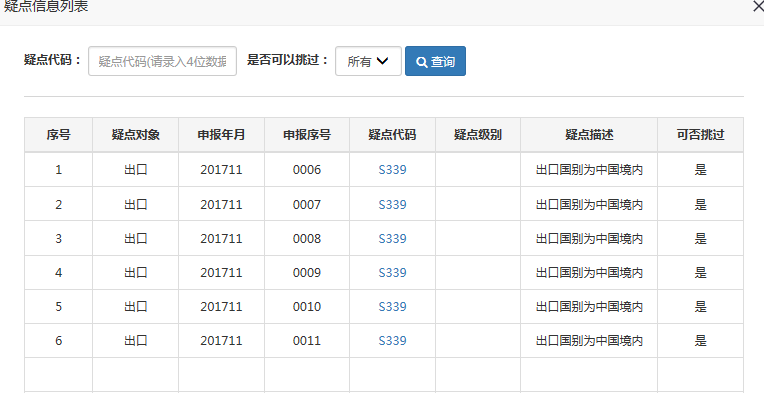 疑点信息列表
疑点代码： 疑点代码(请录入4位数据 是否可以挑过： 所有 查询
序号 疑点对象 申报年月 申报序号 疑点代码 疑点级别 疑点描述 可否挑过
1 出口 201711 0006 S339 出口国别为中国境内 是
2 出口 201711 0007 S339 出口国别为中国境内 是
3 出口 201711 0008 S339 出口国别为中国境内 是
4 出口 201711 0009 S339 出口国别为中国境内 是
5 出口 201711 0010 S339 出口国别为中国境内 是
6 出口 201711 0011 S339 出口国别为中国境内 是